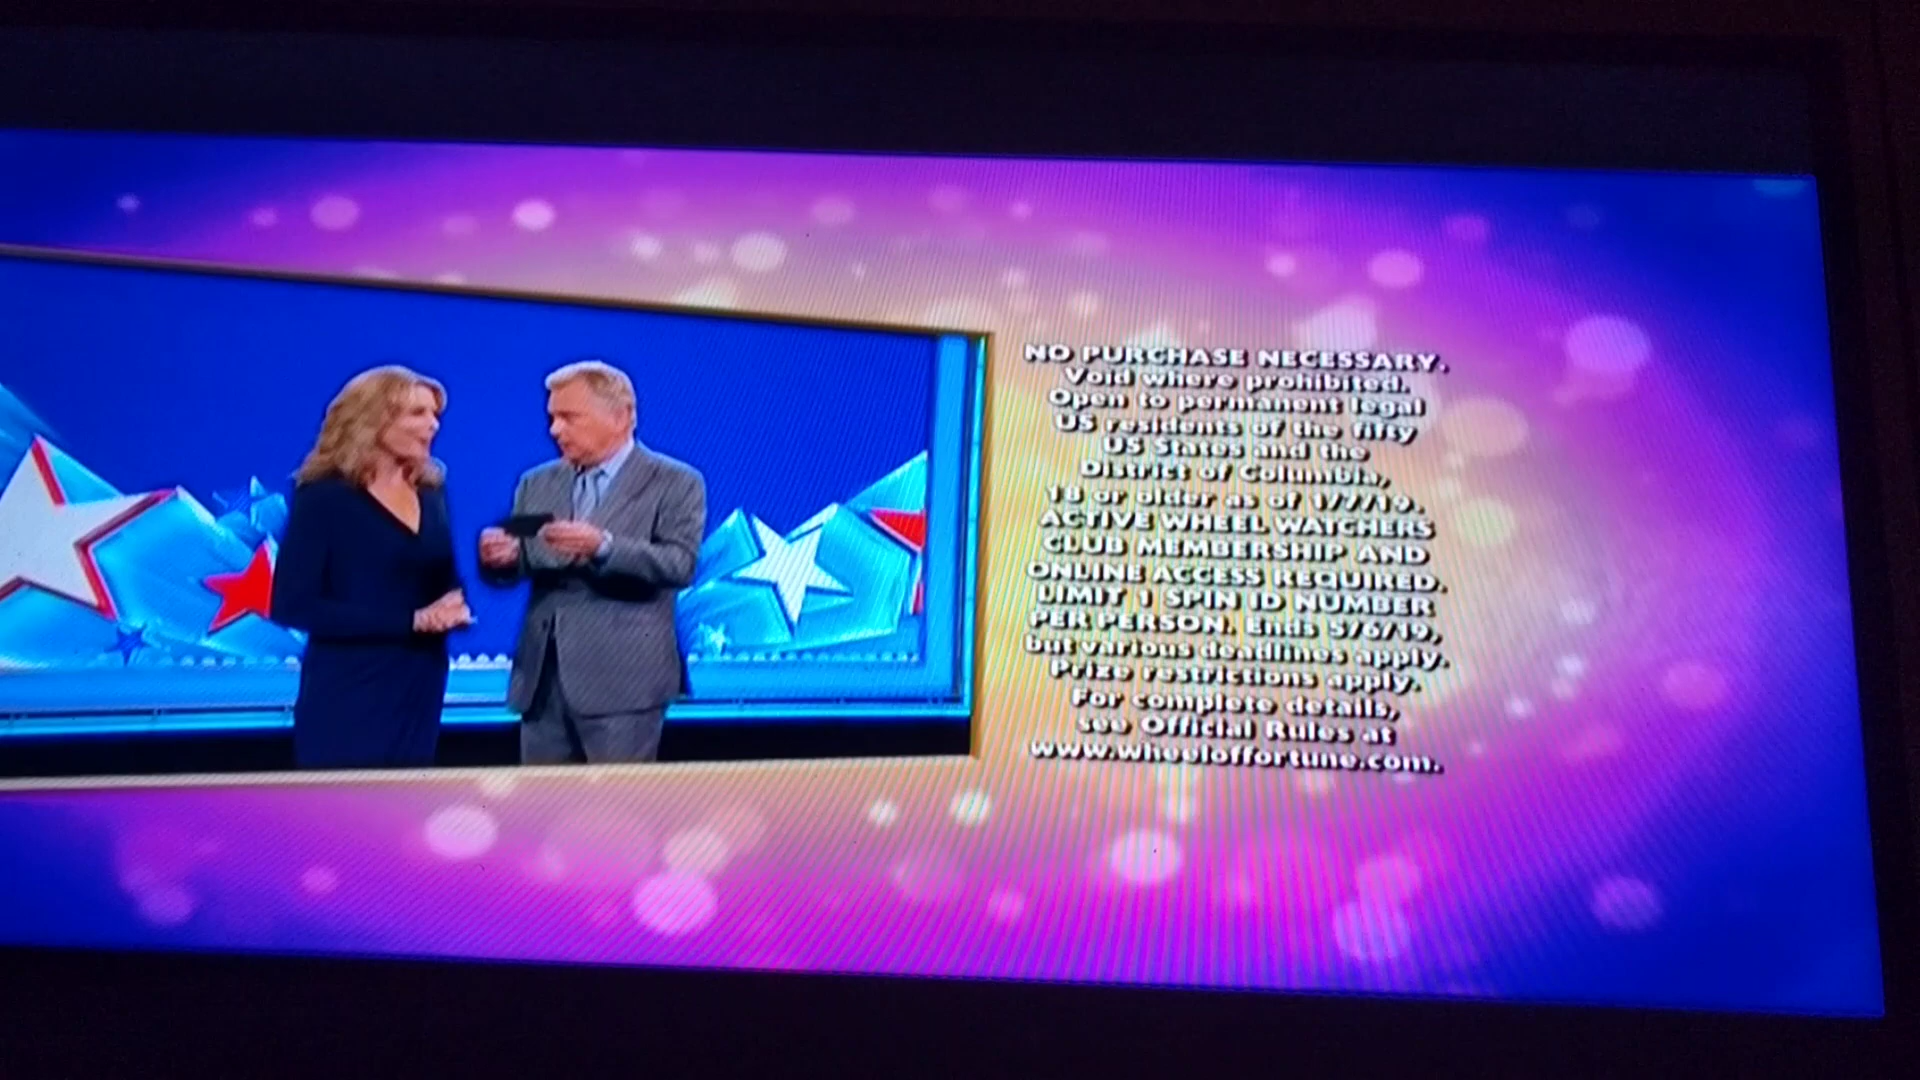 NO PURCHASE NECESSARY.
Void where prohibited.
Open to permanent legal
US residents of the fifty
US States and the
District of Columbia,
18 or older as of 1/7/19.
ACTIVE WHEEL WATCHERS
CLUB MEMBERSHIP AND
ONLINE ACCESS REQUIRED.
LIMIT 1 SPIN ID NUMBER
PER PERSON. Ends 5/6/19,
but various deadlines apply.
Prize restrictions apply.
For complete details,
see Official Rules at
www.wheeloffortune.com.